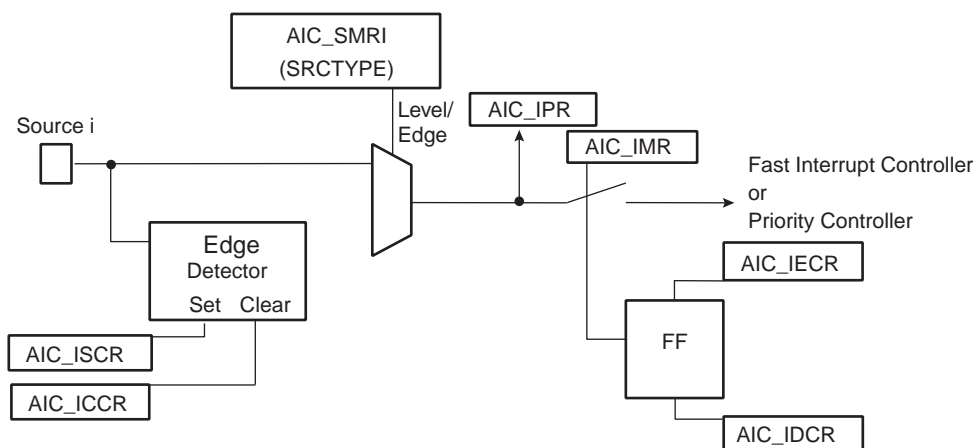 AIC_SMRI
(SRCTYPE)
Source i
Level/
Edge
AIC_IPR
AIC_IMR
Fast Interrupt Controller
or
Priority Controller
Edge
Detector
Set Clear
AIC_ISCR
AIC_ICCR
AIC_IECR
FF
AIC_IDCR